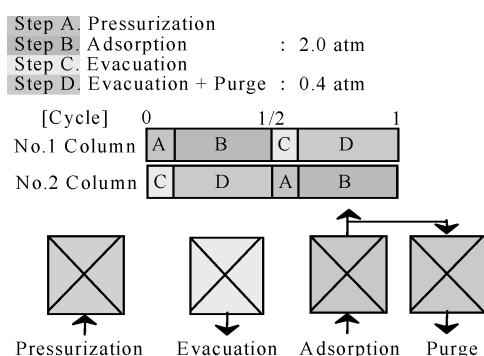 Step A. Pressurization
Step B. Adsorption : 2.0 atm
Step C. Evacuation
Step D. Evacuation + Purge : 0.4 atm
[Cycle] 0 1/2 1
No.1 Column A B C D
No.2 Column C D A B
Pressurization Evacuation Adsorption Purge